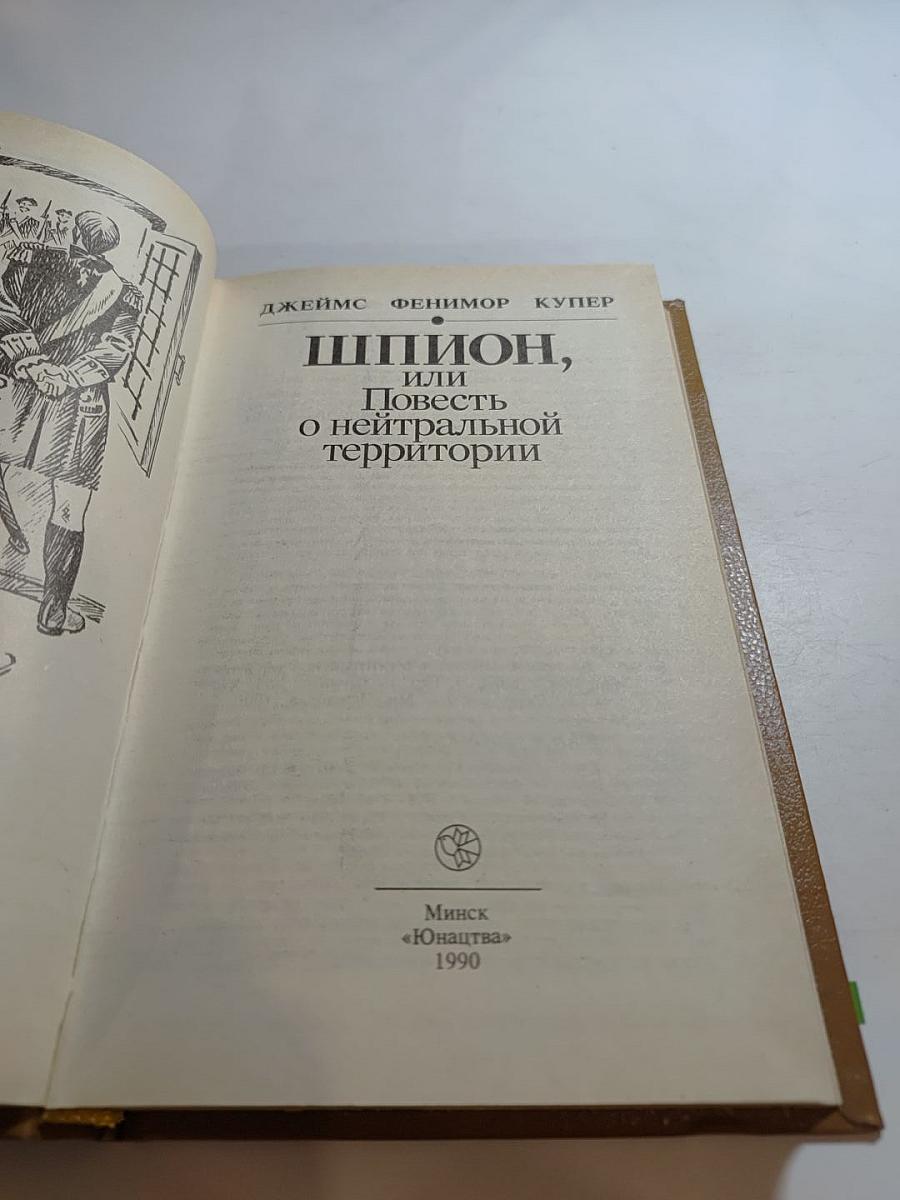 ДЖЕЙМС ФЕНИМОР КУПЕР
ШПИОН,
или
Повесть
о нейтральной
территории
Минск
«Юнацтва»
1990